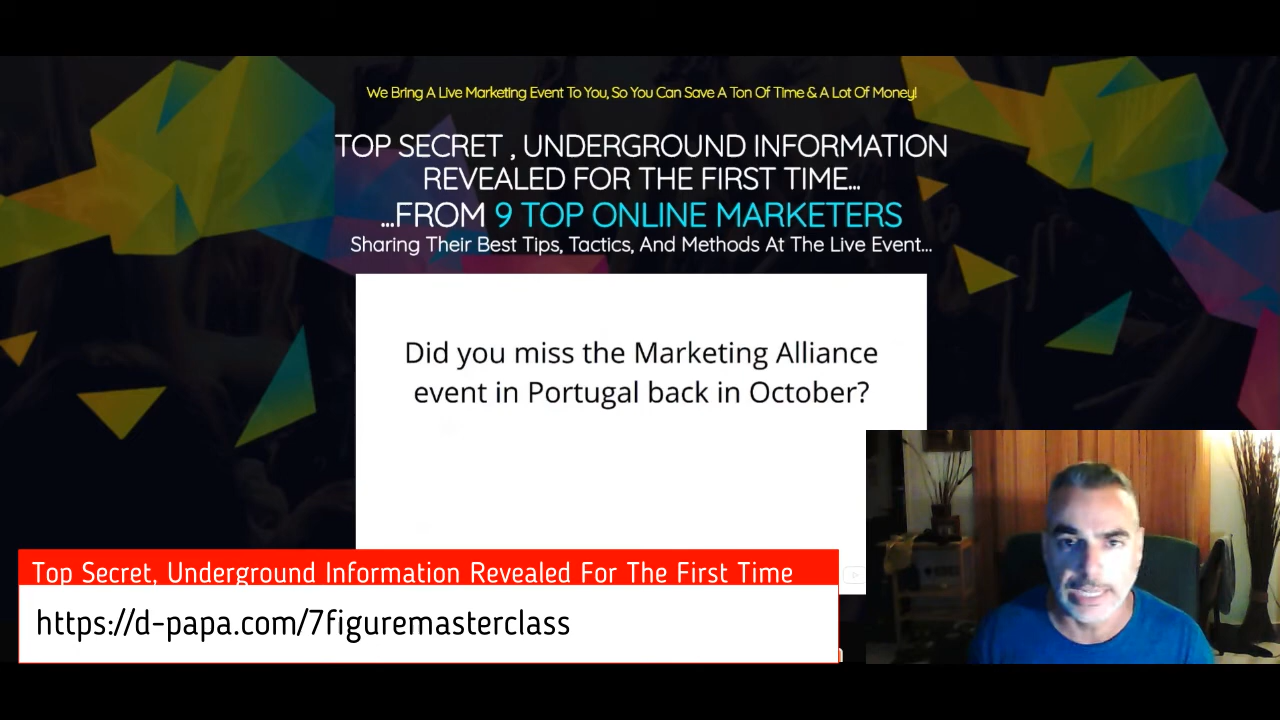 We Bring A Live Marketing Event To You, So You Can Save A Ton Of Time & A Lot Of Money!
TOP SECRET , UNDERGROUND INFORMATION
REVEALED FOR THE FIRST TIME...
...FROM 9 TOP ONLINE MARKETERS
Sharing Their Best Tips, Tactics, And Methods At The Live Event...
Did you miss the Marketing Alliance
event in Portugal back in October?
Top Secret, Underground Information Revealed For The First Time
https://d-papa.com/7figuremasterclass